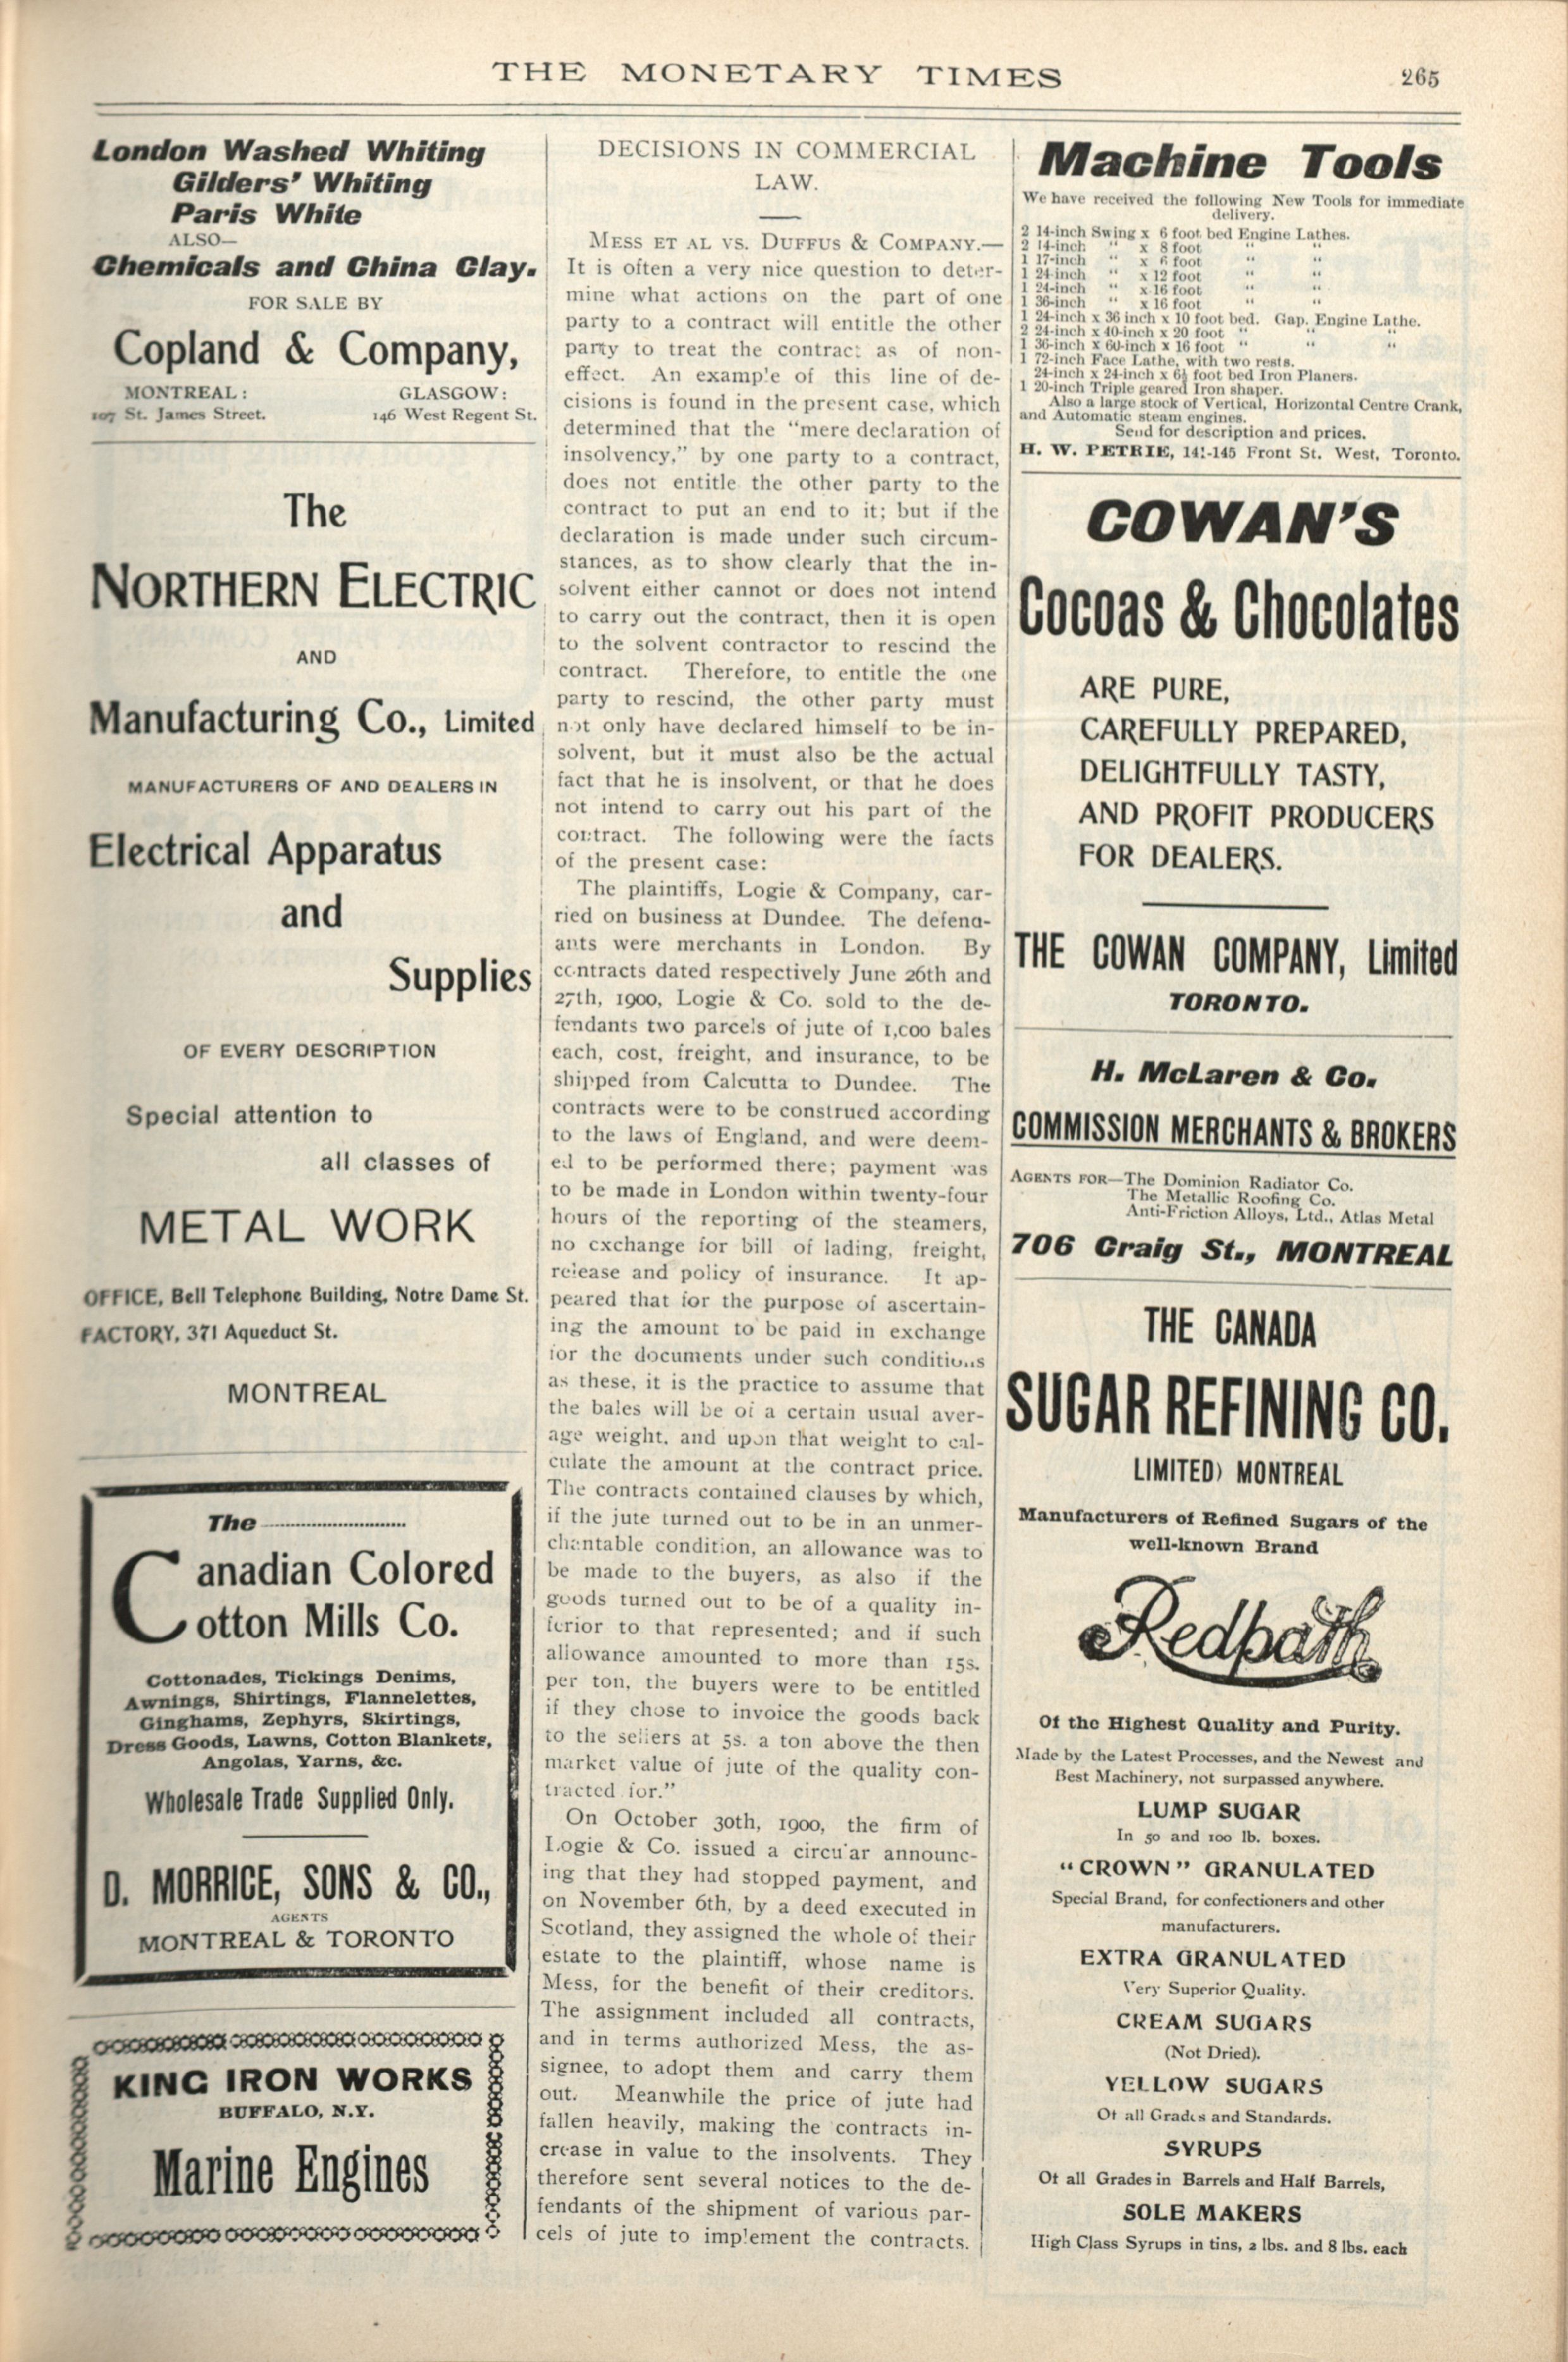 THE MONETARY TIMES
265
London Washed Whiting
Gilders' Whiting
Paris White
ALSO—
Chemicals and China Clay.
FOR SALE BY
Copland & Company,
MONTREAL: GLASGOW:
107 St. James Street. 146 West Regent St.
The
NORTHERN ELECTRIC
AND
Manufacturing Co., Limited
MANUFACTURERS OF AND DEALERS IN
Electrical Apparatus
and
Supplies
OF EVERY DESCRIPTION
Special attention to
all classes of
METAL WORK
OFFICE, Bell Telephone Building, Notre Dame St.
FACTORY, 371 Aqueduct St.
MONTREAL
The
Canadian Colored
Cotton Mills Co.
Cottonades, Tickings Denims,
Awnings, Shirtings, Flannelettes,
Ginghams, Zephyrs, Skirtings,
Dress Goods, Lawns, Cotton Blankets,
Angolas, Yarns, &c.
Wholesale Trade Supplied Only.
D. MORRICE, SONS & CO.,
AGENTS
MONTREAL & TORONTO
KING IRON WORKS
BUFFALO, N.Y.
Marine Engines
DECISIONS IN COMMERCIAL
LAW.
MESS ET AL VS. DUFFUS & COMPANY.—
It is often a very nice question to deter-
mine what actions on the part of one
party to a contract will entitle the other
party to treat the contract as of non-
effect. An example of this line of de-
cisions is found in the present case, which
determined that the "mere declaration of
insolvency," by one party to a contract,
does not entitle the other party to the
contract to put an end to it; but if the
declaration is made under such circum-
stances, as to show clearly that the in-
solvent either cannot or does not intend
to carry out the contract, then it is open
to the solvent contractor to rescind the
contract. Therefore, to entitle the one
party to rescind, the other party must
not only have declared himself to be in-
solvent, but it must also be the actual
fact that he is insolvent, or that he does
not intend to carry out his part of the
contract. The following were the facts
of the present case:
The plaintiffs, Logie & Company, car-
ried on business at Dundee. The defend-
ants were merchants in London. By
contracts dated respectively June 26th and
27th, 1900, Logie & Co. sold to the de-
fendants two parcels of jute of 1,000 bales
each, cost, freight, and insurance, to be
shipped from Calcutta to Dundee. The
contracts were to be construed according
to the laws of England, and were deem-
ed to be performed there; payment was
to be made in London within twenty-four
hours of the reporting of the steamers,
no exchange for bill of lading, freight,
release and policy of insurance. It ap-
peared that for the purpose of ascertain-
ing the amount to be paid in exchange
for the documents under such conditions
as these, it is the practice to assume that
the bales will be of a certain usual aver-
age weight, and upon that weight to cal-
culate the amount at the contract price.
The contracts contained clauses by which,
if the jute turned out to be in an unmer-
chantable condition, an allowance was to
be made to the buyers, as also if the
goods turned out to be of a quality in-
ferior to that represented; and if such
allowance amounted to more than 15s.
per ton, the buyers were to be entitled
if they chose to invoice the goods back
to the sellers at 5s. a ton above the then
market value of jute of the quality con-
tracted for."
On October 30th, 1900, the firm of
Logie & Co. issued a circular announc-
ing that they had stopped payment, and
on November 6th, by a deed executed in
Scotland, they assigned the whole of their
estate to the plaintiff, whose name is
Mess, for the benefit of their creditors.
The assignment included all contracts,
and in terms authorized Mess, the as-
signee, to adopt them and carry them
out. Meanwhile the price of jute had
fallen heavily, making the contracts in-
crease in value to the insolvents. They
therefore sent several notices to the de-
fendants of the shipment of various par-
cels of jute to implement the contracts.
Machine Tools
We have received the following New Tools for immediate
delivery.
2 14-inch Swing x 6 foot bed Engine Lathes.
2 14-inch " x 8 foot " "
1 17-inch " x 6 foot " "
1 24-inch " x 12 foot " "
1 24-inch " x 16 foot " "
1 36-inch " x 16 foot " "
1 24-inch x 36 inch x 10 foot bed. Gap. Engine Lathe.
2 24-inch x 40-inch x 20 foot " " "
1 36-inch x 60-inch x 16 foot " " "
1 72-inch Face Lathe, with two rests.
24-inch x 24-inch x 6½ foot bed Iron Planers.
1 20-inch Triple geared Iron shaper.
Also a large stock of Vertical, Horizontal Centre Crank,
and Automatic steam engines.
Send for description and prices.
H. W. PETRIE, 141-145 Front St. West, Toronto.
COWAN'S
Cocoas & Chocolates
ARE PURE,
CAREFULLY PREPARED,
DELIGHTFULLY TASTY,
AND PROFIT PRODUCERS
FOR DEALERS.
THE COWAN COMPANY, Limited
TORONTO.
H. McLaren & Co.
COMMISSION MERCHANTS & BROKERS
AGENTS FOR—The Dominion Radiator Co.
The Metallic Roofing Co.
Anti-Friction Alloys, Ltd., Atlas Metal
706 Craig St., MONTREAL
THE CANADA
SUGAR REFINING CO.
LIMITED) MONTREAL
Manufacturers of Refined Sugars of the
well-known Brand
Redpath
Of the Highest Quality and Purity.
Made by the Latest Processes, and the Newest and
Best Machinery, not surpassed anywhere.
LUMP SUGAR
In 50 and 100 lb. boxes.
"CROWN" GRANULATED
Special Brand, for confectioners and other
manufacturers.
EXTRA GRANULATED
Very Superior Quality.
CREAM SUGARS
(Not Dried).
YELLOW SUGARS
Of all Grades and Standards.
SYRUPS
Of all Grades in Barrels and Half Barrels,
SOLE MAKERS
High Class Syrups in tins, 2 lbs. and 8 lbs. each